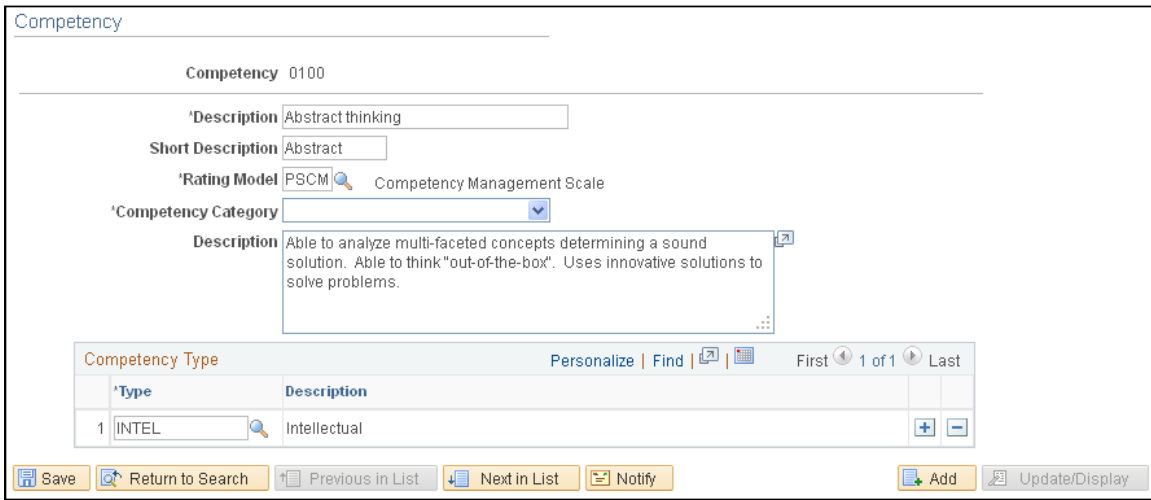 Competency
Competency 0100
*Description Abstract thinking
Short Description Abstract
*Rating Model PSCM Competency Management Scale
*Competency Category
Description Able to analyze multi-faceted concepts determining a sound
solution. Able to think "out-of-the-box". Uses innovative solutions to
solve problems.
Competency Type Personalize | Find | | First 1 of 1 Last
*Type Description
1 INTEL Intellectual
Save Return to Search Previous in List Next in List Notify Add Update/Display